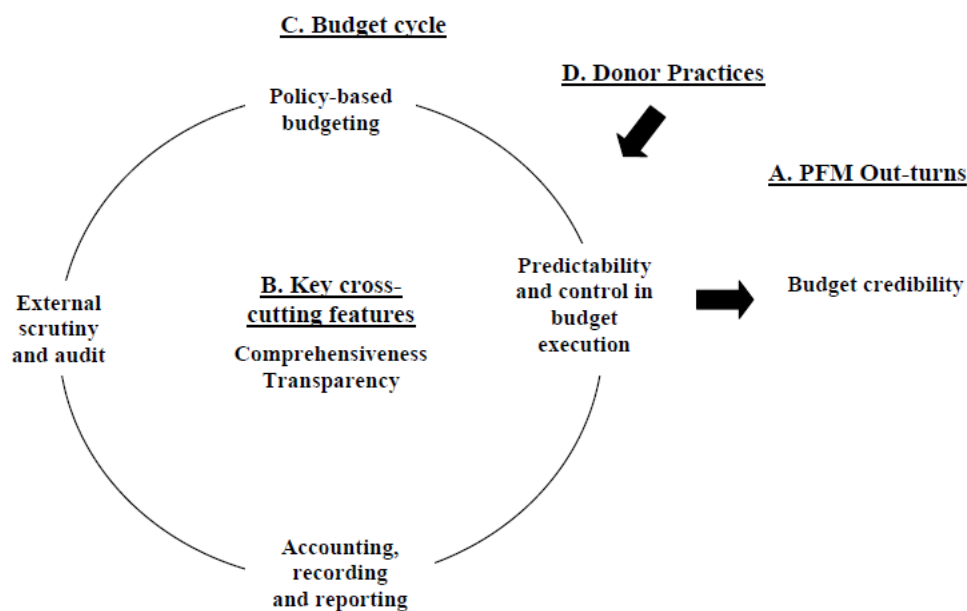 C. Budget cycle
D. Donor Practices
Policy-based
budgeting
A. PFM Out-turns
Predictability
and control in
budget
execution
Budget credibility
External
scrutiny
and audit
B. Key cross-
cutting features
Comprehensiveness
Transparency
Accounting,
recording
and reporting